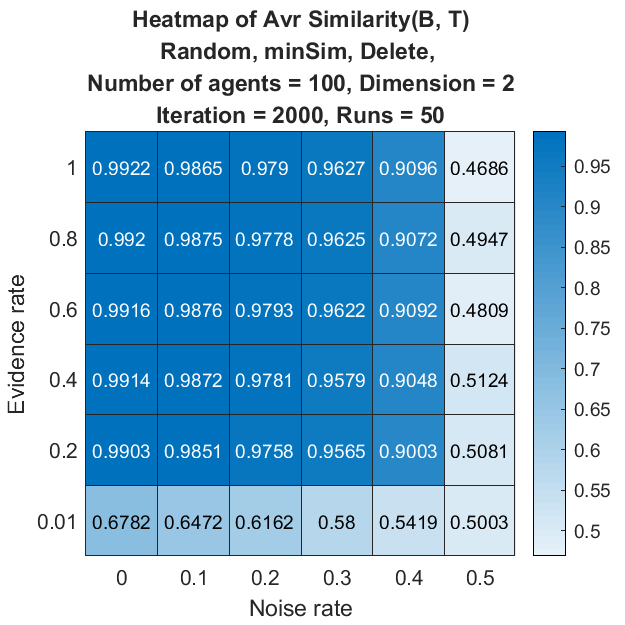 Heatmap of Avr Similarity(B, T)
Random, minSim, Delete,
Number of agents = 100, Dimension = 2
Iteration = 2000, Runs = 50
Evidence rate
1 0.9922 0.9865 0.979 0.9627 0.9096 0.4686
0.8 0.992 0.9875 0.9778 0.9625 0.9072 0.4947
0.6 0.9916 0.9876 0.9793 0.9622 0.9092 0.4809
0.4 0.9914 0.9872 0.9781 0.9579 0.9048 0.5124
0.2 0.9903 0.9851 0.9758 0.9565 0.9003 0.5081
0.01 0.6782 0.6472 0.6162 0.58 0.5419 0.5003
0 0.1 0.2 0.3 0.4 0.5
Noise rate
0.95
0.9
0.85
0.8
0.75
0.7
0.65
0.6
0.55
0.5